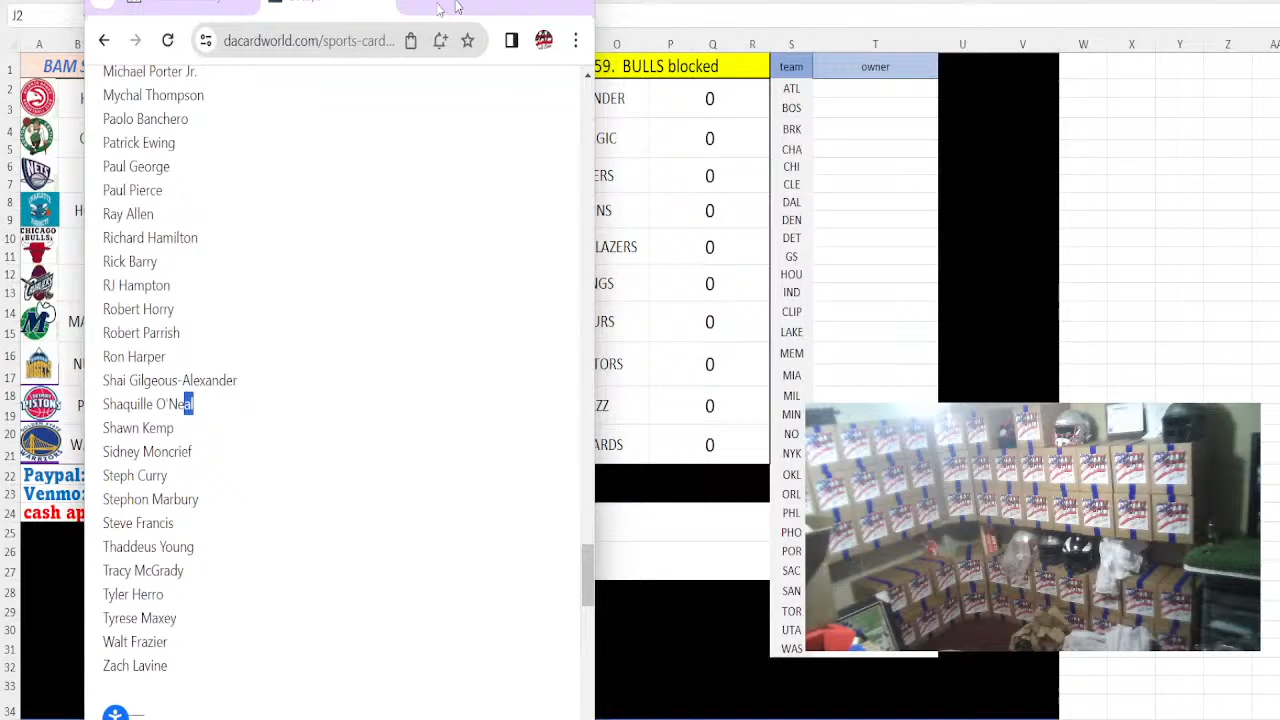 J2
dacardworld.com/sports-card...
A
B
O
P
Q
R
S
T
U
V
W
X
Y
Z
AA
BAM S
59. BULLS blocked
team
owner
Michael Porter Jr.
Mychal Thompson
Paolo Banchero
Patrick Ewing
Paul George
Paul Pierce
Ray Allen
Richard Hamilton
Rick Barry
RJ Hampton
Robert Horry
Robert Parrish
Ron Harper
Shai Gilgeous-Alexander
Shaquille O'Neal
Shawn Kemp
Sidney Moncrief
Steph Curry
Stephon Marbury
Steve Francis
Thaddeus Young
Tracy McGrady
Tyler Herro
Tyrese Maxey
Walt Frazier
Zach Lavine
NDER 0
GIC 0
ERS 0
NS 0
LAZERS 0
NGS 0
URS 0
TORS 0
ZZ 0
ARDS 0
ATL
BOS
BRK
CHA
CHI
CLE
DAL
DEN
DET
GS
HOU
IND
CLIP
LAKE
MEM
MIA
MIL
MIN
NO
NYK
OKL
ORL
PHL
PHO
POR
SAC
SAN
TOR
UTA
WAS
1
2
3
4
5
6
7
8
9
10
11
12
13
14
15
16
17
18
19
20
21
22
23
24
25
26
27
28
29
30
31
32
33
34
H
G
H
MA
NU
P
W
NETS
CHICAGO
BULLS
PISTONS
Paypal:
Venmo:
cash ap